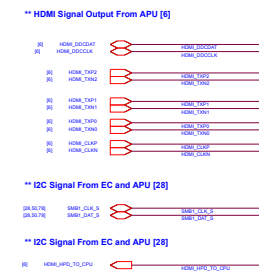 ** HDMI Signal Output From APU [6]
[6] HDMI_DDCDAT HDMI_DDCDAT
[6] HDMI_DDCCLK HDMI_DDCCLK
[6] HDMI_TXP2 HDMI_TXP2
[6] HDMI_TXN2 HDMI_TXN2
[6] HDMI_TXP1 HDMI_TXP1
[6] HDMI_TXN1 HDMI_TXN1
[6] HDMI_TXP0 HDMI_TXP0
[6] HDMI_TXN0 HDMI_TXN0
[6] HDMI_CLKP HDMI_CLKP
[6] HDMI_CLKN HDMI_CLKN
** I2C Signal From EC and APU [28]
[28,50,78] SMB1_CLK_S SMB1_CLK_S
[28,50,78] SMB1_DAT_S SMB1_DAT_S
** I2C Signal From EC and APU [28]
[6] HDMI_HPD_TO_CPU HDMI_HPD_TO_CPU